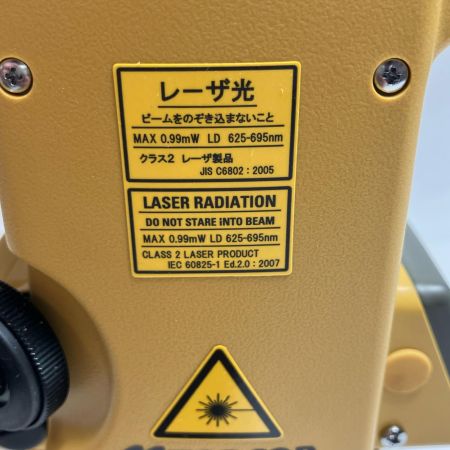 レーザ光
ビームをのぞき込まないこと
MAX 0.99mW LD 625-695nm
クラス2 レーザ製品
JIS C6802:2005
LASER RADIATION
DO NOT STARE INTO BEAM
MAX 0.99mW LD 625-695nm
CLASS 2 LASER PRODUCT
IEC 60825-1 Ed.2.0:2007